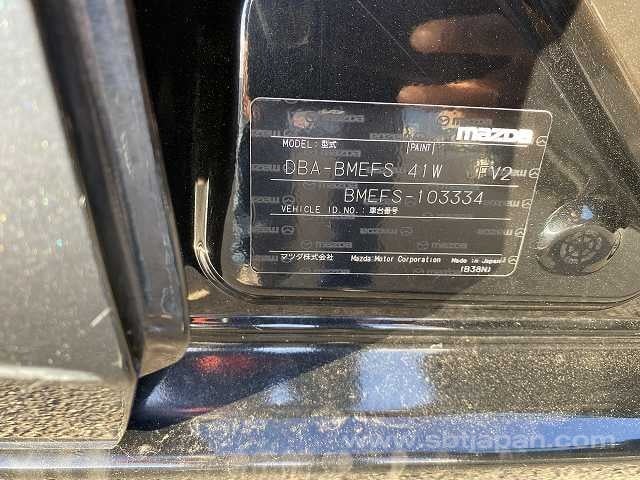 mazda
MODEL: 型式 PAINT
DBA-BMEFS 41W V2
BMEFS-103334
VEHICLE ID.NO.: 車台番号
マツダ株式会社 Mazda Motor Corporation Made in Japan
(B38N)
www.sbtjapan.com